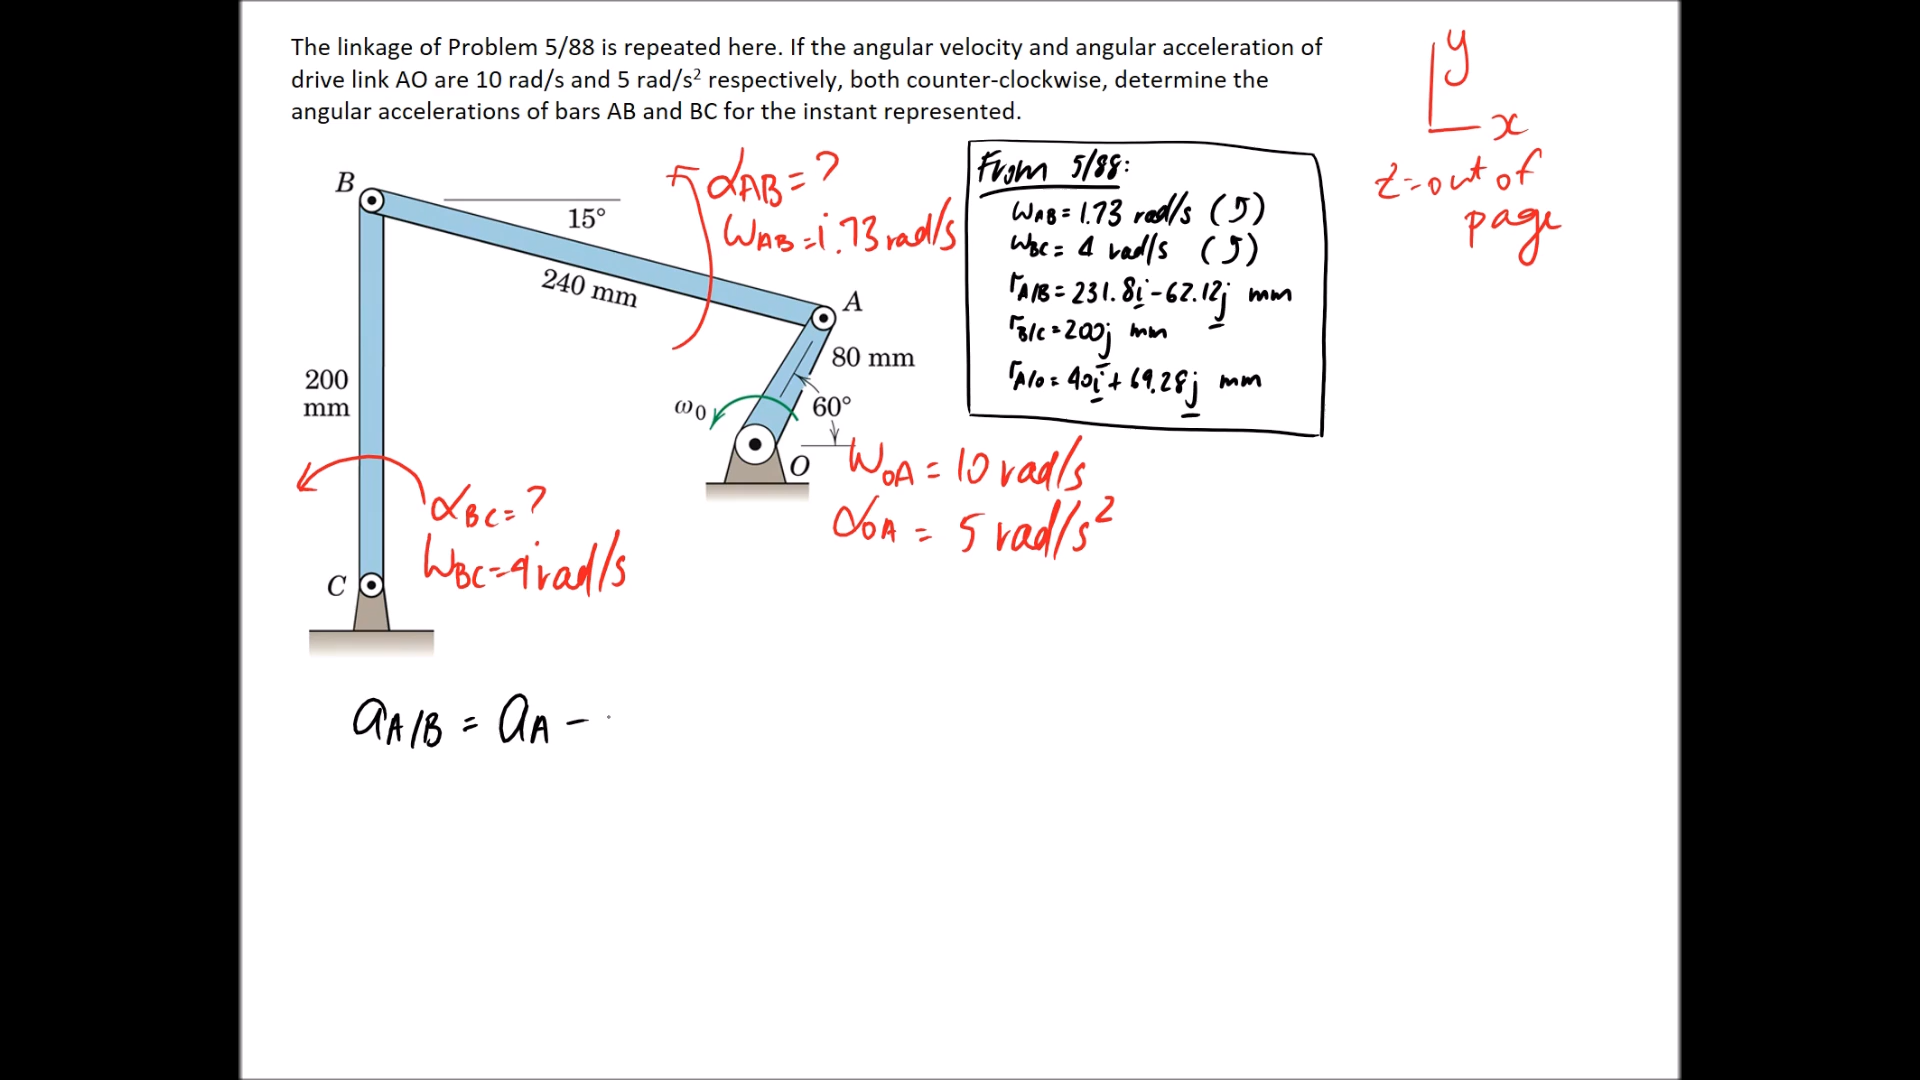 The linkage of Problem 5/88 is repeated here. If the angular velocity and angular acceleration of
drive link AO are 10 rad/s and 5 rad/s² respectively, both counter-clockwise, determine the
angular accelerations of bars AB and BC for the instant represented.
y
x
z=out of
page
From 5/88:
ωAB = 1.73 rad/s (↺)
ωBC = 4 rad/s (↺)
rA/B = 231.8i - 62.12j mm
rB/C = 200j mm
rA/O = 40i + 69.28j mm
αAB = ?
ωAB = 1.73 rad/s
B
15°
240 mm
A
80 mm
200
mm
ω0
60°
O
ωOA = 10 rad/s
αOA = 5 rad/s²
αBC = ?
ωBC = 4 rad/s
C
aA/B = aA -